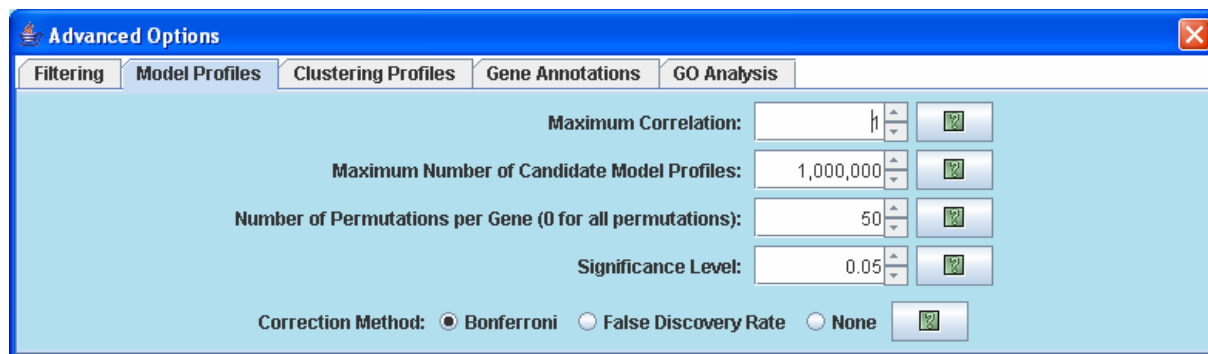 Advanced Options
Filtering Model Profiles Clustering Profiles Gene Annotations GO Analysis
Maximum Correlation: 1
Maximum Number of Candidate Model Profiles: 1,000,000
Number of Permutations per Gene (0 for all permutations): 50
Significance Level: 0.05
Correction Method: Bonferroni False Discovery Rate None